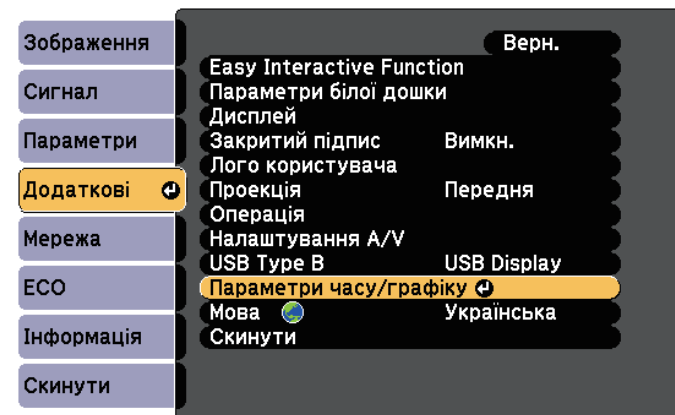 Зображення
Сигнал
Параметри
Додаткові
Мережа
ECO
Інформація
Скинути
Верн.
Easy Interactive Function
Параметри білої дошки
Дисплей
Закритий підпис Вимкн.
Лого користувача
Проекція Передня
Операція
Налаштування A/V
USB Type B USB Display
Параметри часу/графіку
Мова Українська
Скинути